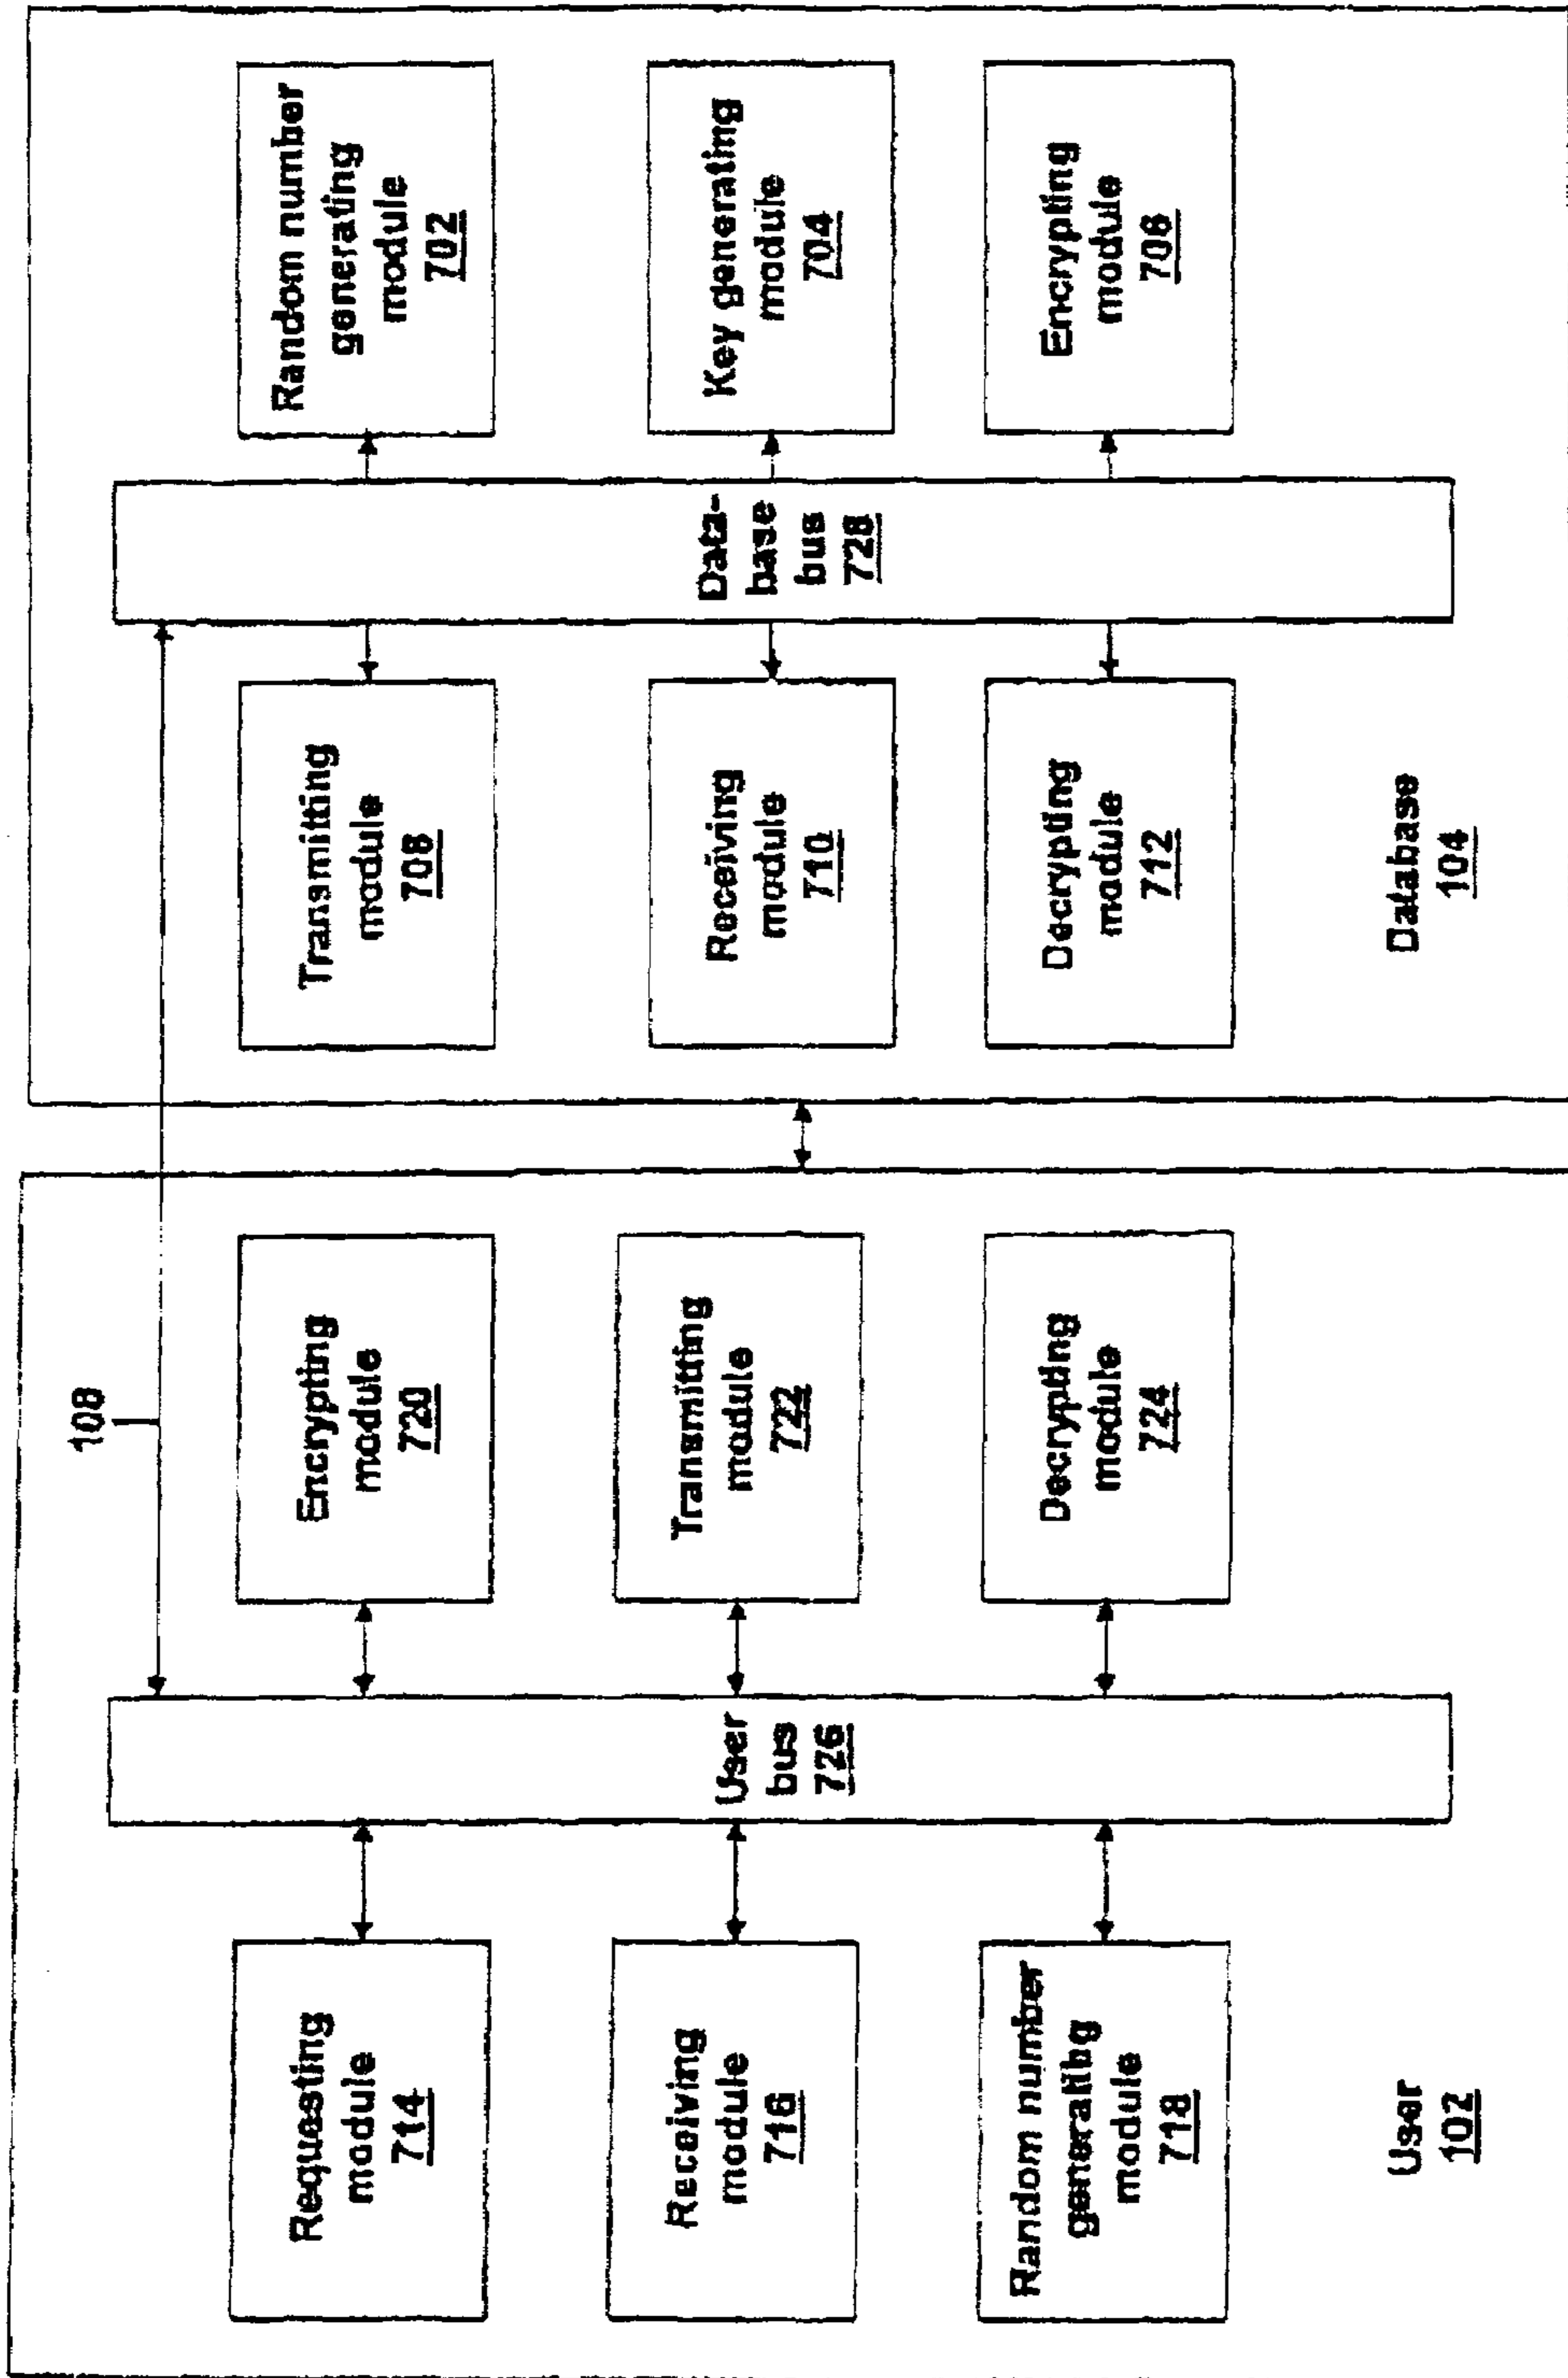 108
Requesting
module
714
Encrypting
module
720
Transmitting
module
708
Random number
generating
module
702
Receiving
module
716
User
bus
726
Transmitting
module
722
Receiving
module
710
Data-
base
bus
728
Key generating
module
704
Random number
generatibg
module
718
Decrypting
module
724
Decrypting
module
712
Encrypting
module
706
User
102
Database
104